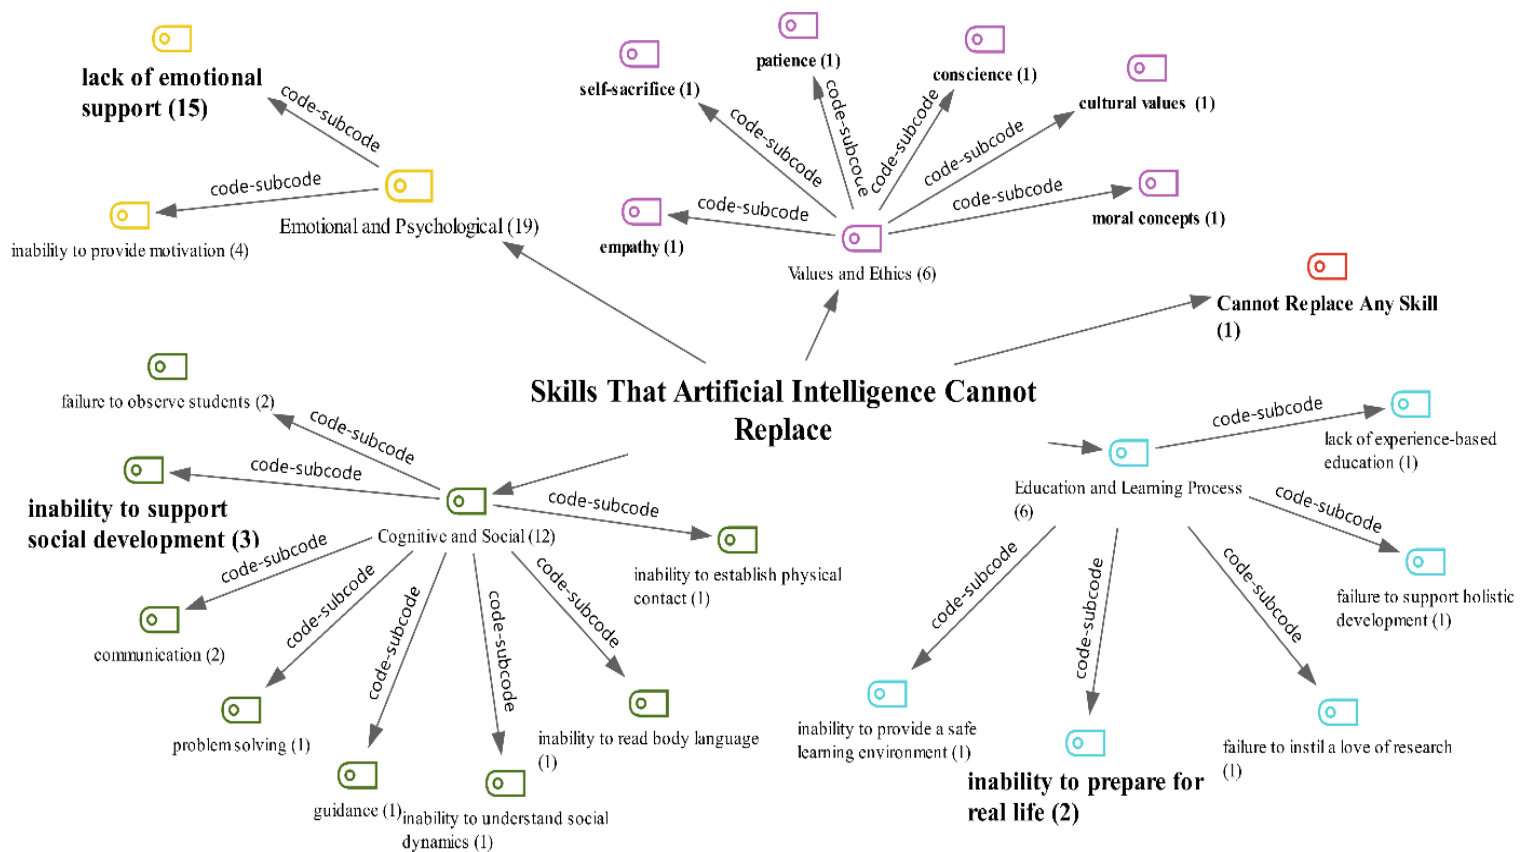 lack of emotional
support (15)
code-subcode
code-subcode
inability to provide motivation (4)
Emotional and Psychological (19)
self-sacrifice (1)
patience (1)
conscience (1)
cultural values (1)
moral concepts (1)
empathy (1)
code-subcode
code-subcode
code-subcode
code-subcode
code-subcode
code-subcode
Values and Ethics (6)
Cannot Replace Any Skill
(1)
Skills That Artificial Intelligence Cannot
Replace
failure to observe students (2)
code-subcode
code-subcode
inability to support
social development (3)
Cognitive and Social (12)
code-subcode
inability to establish physical
contact (1)
code-subcode
communication (2)
code-subcode
problem solving (1)
code-subcode
guidance (1)
code-subcode
inability to understand social
dynamics (1)
code-subcode
inability to read body language
(1)
Education and Learning Process
(6)
code-subcode
lack of experience-based
education (1)
code-subcode
failure to support holistic
development (1)
code-subcode
inability to provide a safe
learning environment (1)
code-subcode
inability to prepare for
real life (2)
code-subcode
failure to instil a love of research
(1)